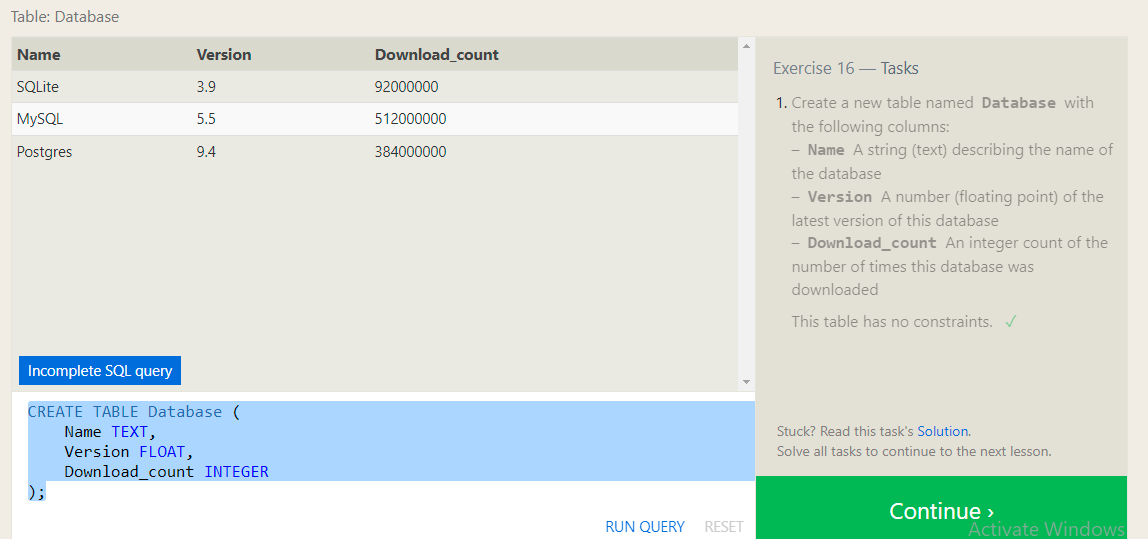 Table: Database
Name Version Download_count
SQLite 3.9 92000000
MySQL 5.5 512000000
Postgres 9.4 384000000
Incomplete SQL query
CREATE TABLE Database (
    Name TEXT,
    Version FLOAT,
    Download_count INTEGER
);
RUN QUERY RESET
Exercise 16 — Tasks
1. Create a new table named Database with
the following columns:
– Name A string (text) describing the name of
the database
– Version A number (floating point) of the
latest version of this database
– Download_count An integer count of the
number of times this database was
downloaded
This table has no constraints. ✓
Stuck? Read this task's Solution.
Solve all tasks to continue to the next lesson.
Continue ›
Activate Windows